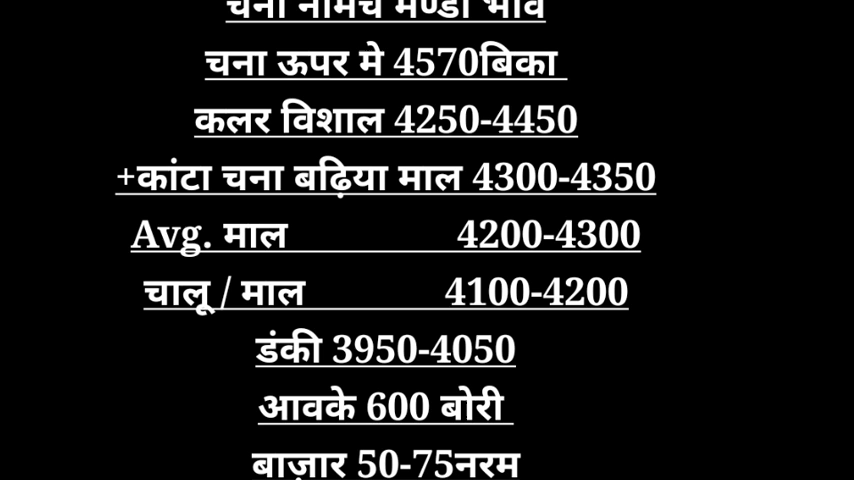 चना नीमच मण्डी भाव
चना ऊपर मे 4570बिका
कलर विशाल 4250-4450
+कांटा चना बढ़िया माल 4300-4350
Avg. माल 4200-4300
चालू / माल 4100-4200
डंकी 3950-4050
आवके 600 बोरी
बाज़ार 50-75नरम